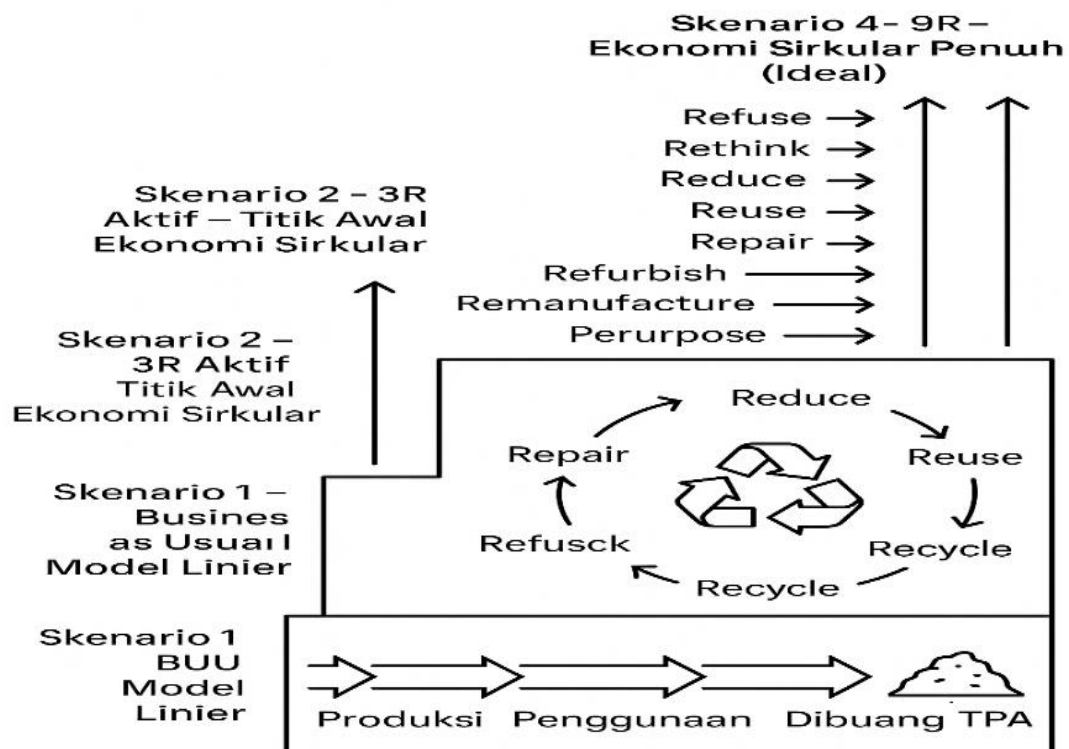 Skenario 4- 9R –
Ekonomi Sirkular Penuuh
(Ideal)
Refuse
Rethink
Reduce
Reuse
Repair
Refurbish
Remanufacture
Perurpose
Skenario 2 – 3R
Aktif – Titik Awal
Ekonomi Sirkular
Skenario 2 –
3R Aktif
Titik Awal
Ekonomi Sirkular
Skenario 1 –
Busines
as Usuaı l
Model Linier
Reduce
Reuse
Recycle
Recycle
Refusck
Repair
Skenario 1
BUU
Model
Linier
Produksi
Penggunaan
Dibuang TPA